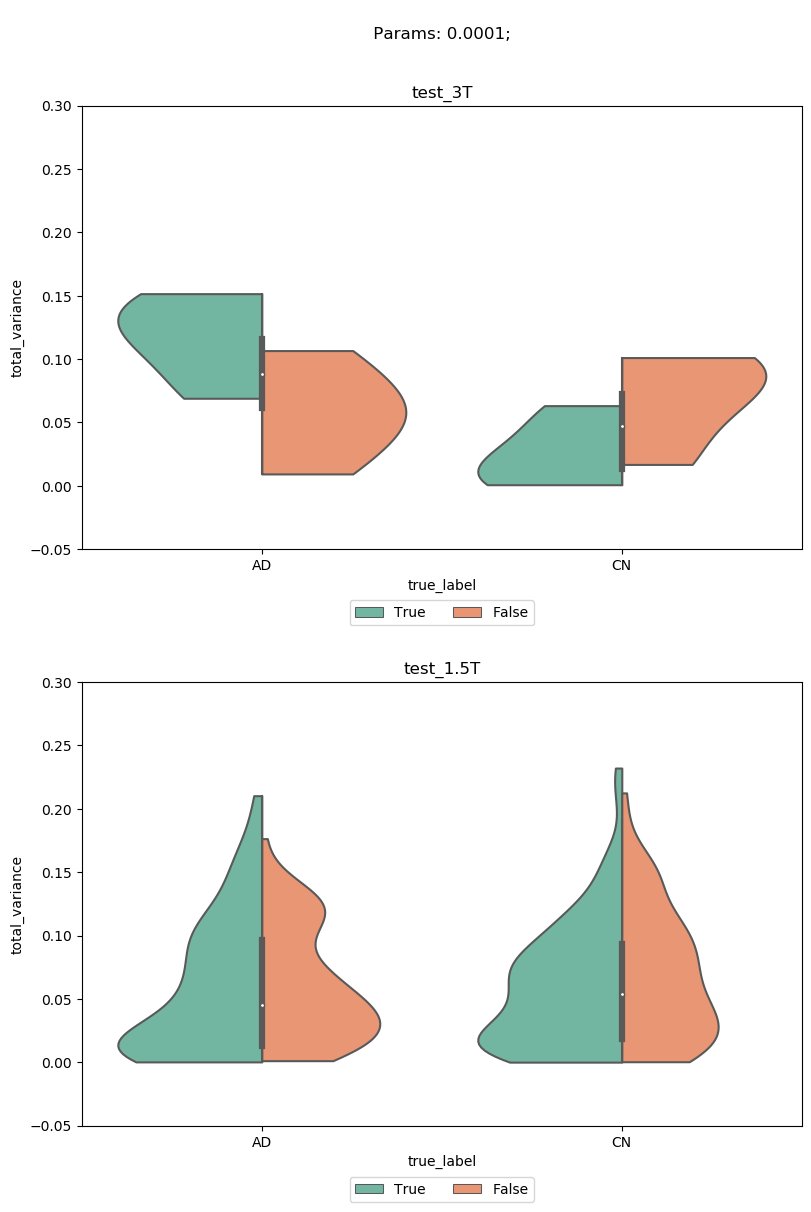 Params: 0.0001;
test_3T
0.30
0.25
0.20
0.15
0.10
0.05
0.00
−0.05
total_variance
AD CN
true_label
True False
test_1.5T
0.30
0.25
0.20
0.15
0.10
0.05
0.00
−0.05
total_variance
AD CN
true_label
True False